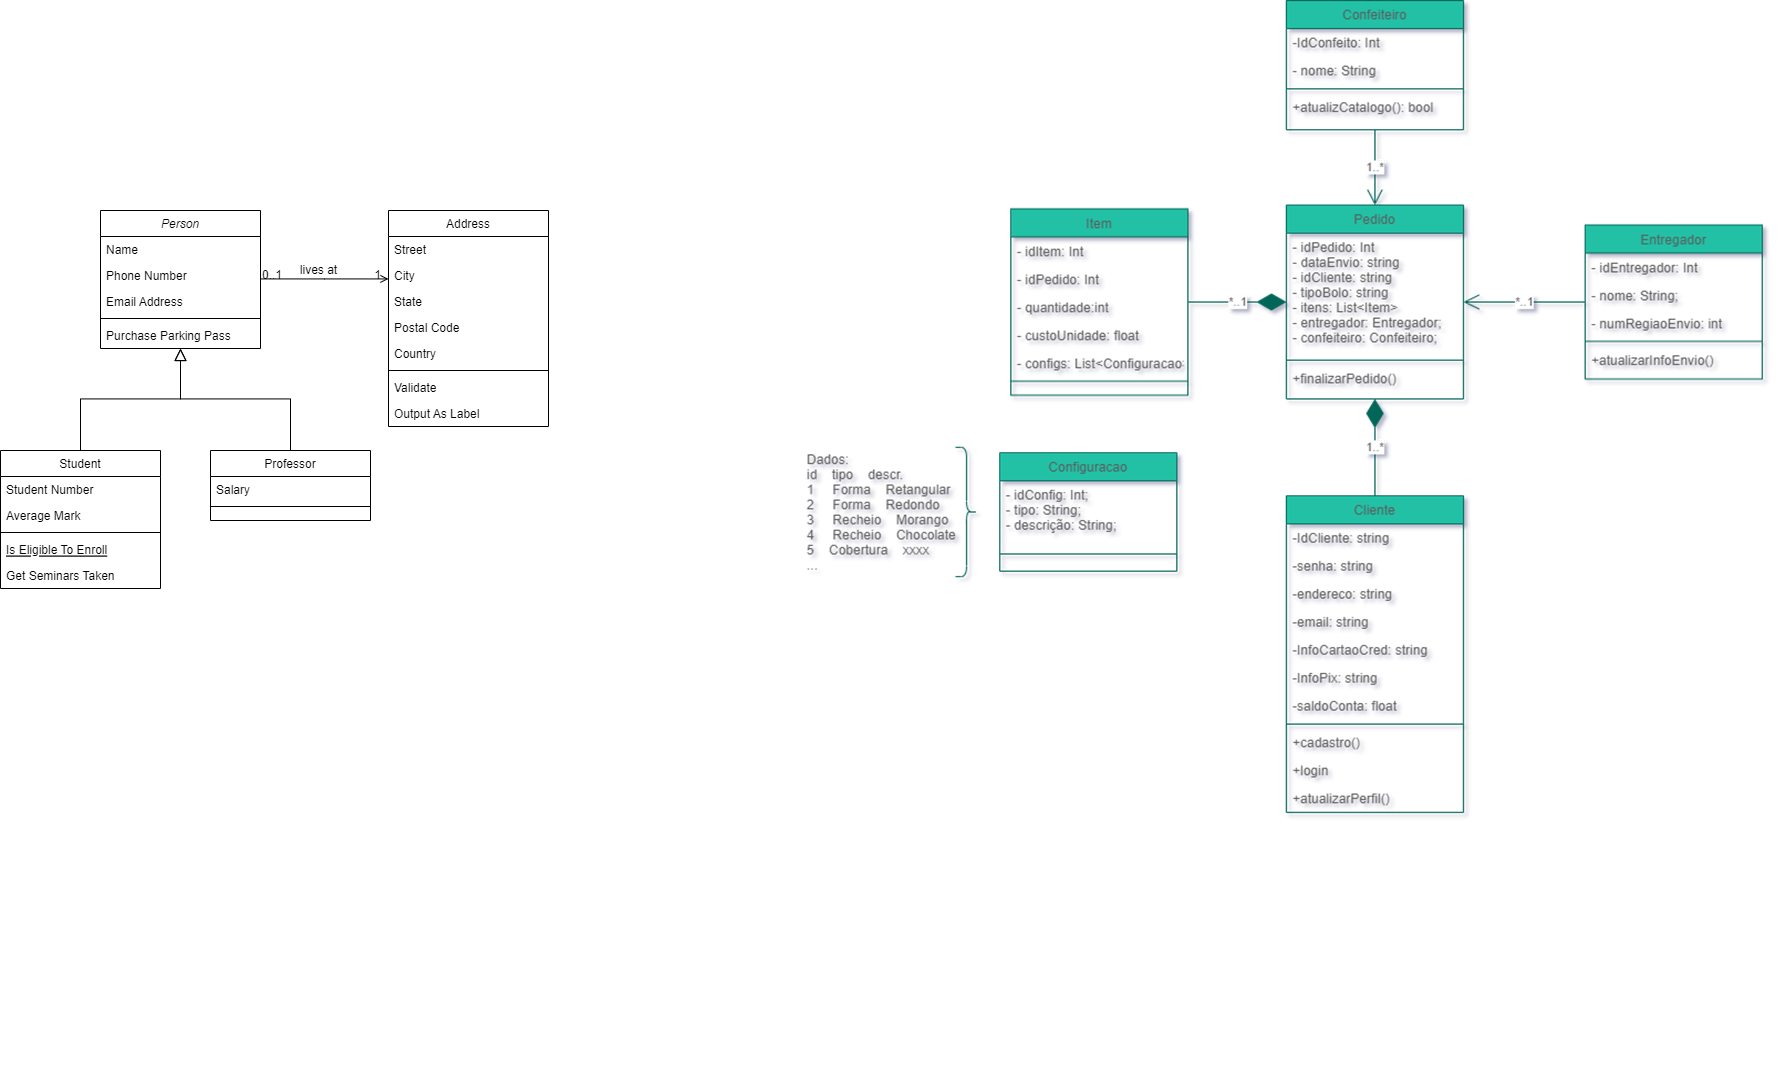 Person
Name
Phone Number
Email Address
Purchase Parking Pass
0..1
lives at
1
Address
Street
City
State
Postal Code
Country
Validate
Output As Label
Student
Student Number
Average Mark
Is Eligible To Enroll
Get Seminars Taken
Professor
Salary
Confeiteiro
-IdConfeito: Int
- nome: String
+atualizCatalogo(): bool
1..*
Item
- idItem: Int
- idPedido: Int
- quantidade:int
- custoUnidade: float
- configs: List<Configuracao
*..1
Pedido
- idPedido: Int
- dataEnvio: string
- idCliente: string
- tipoBolo: string
- itens: List<Item>
- entregador: Entregador;
- confeiteiro: Confeiteiro;
+finalizarPedido()
*..1
Entregador
- idEntregador: Int
- nome: String;
- numRegiaoEnvio: int
+atualizarInfoEnvio()
1..*
Dados:
id tipo descr.
1 Forma Retangular
2 Forma Redondo
3 Recheio Morango
4 Recheio Chocolate
5 Cobertura xxxx
...
Configuracao
- idConfig: Int;
- tipo: String;
- descrição: String;
Cliente
-IdCliente: string
-senha: string
-endereco: string
-email: string
-InfoCartaoCred: string
-InfoPix: string
-saldoConta: float
+cadastro()
+login
+atualizarPerfil()